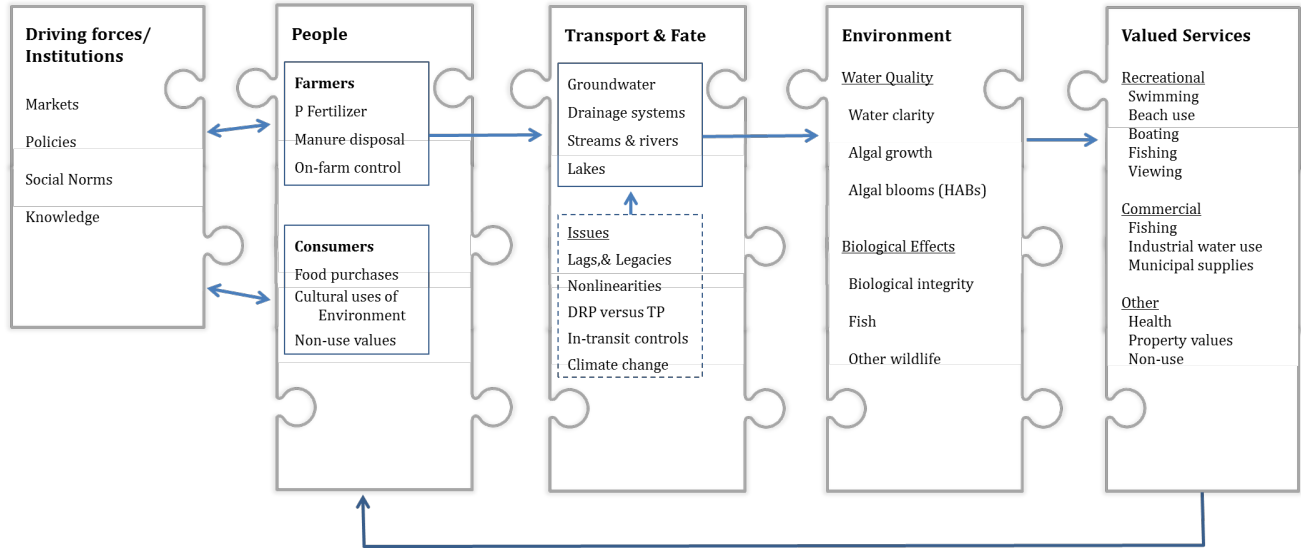 Driving forces/
Institutions
Markets
Policies
Social Norms
Knowledge
People
Farmers
P Fertilizer
Manure disposal
On-farm control
Consumers
Food purchases
Cultural uses of
Environment
Non-use values
Transport & Fate
Groundwater
Drainage systems
Streams & rivers
Lakes
Issues
Lags,& Legacies
Nonlinearities
DRP versus TP
In-transit controls
Climate change
Environment
Water Quality
Water clarity
Algal growth
Algal blooms (HABs)
Biological Effects
Biological integrity
Fish
Other wildlife
Valued Services
Recreational
Swimming
Beach use
Boating
Fishing
Viewing
Commercial
Fishing
Industrial water use
Municipal supplies
Other
Health
Property values
Non-use